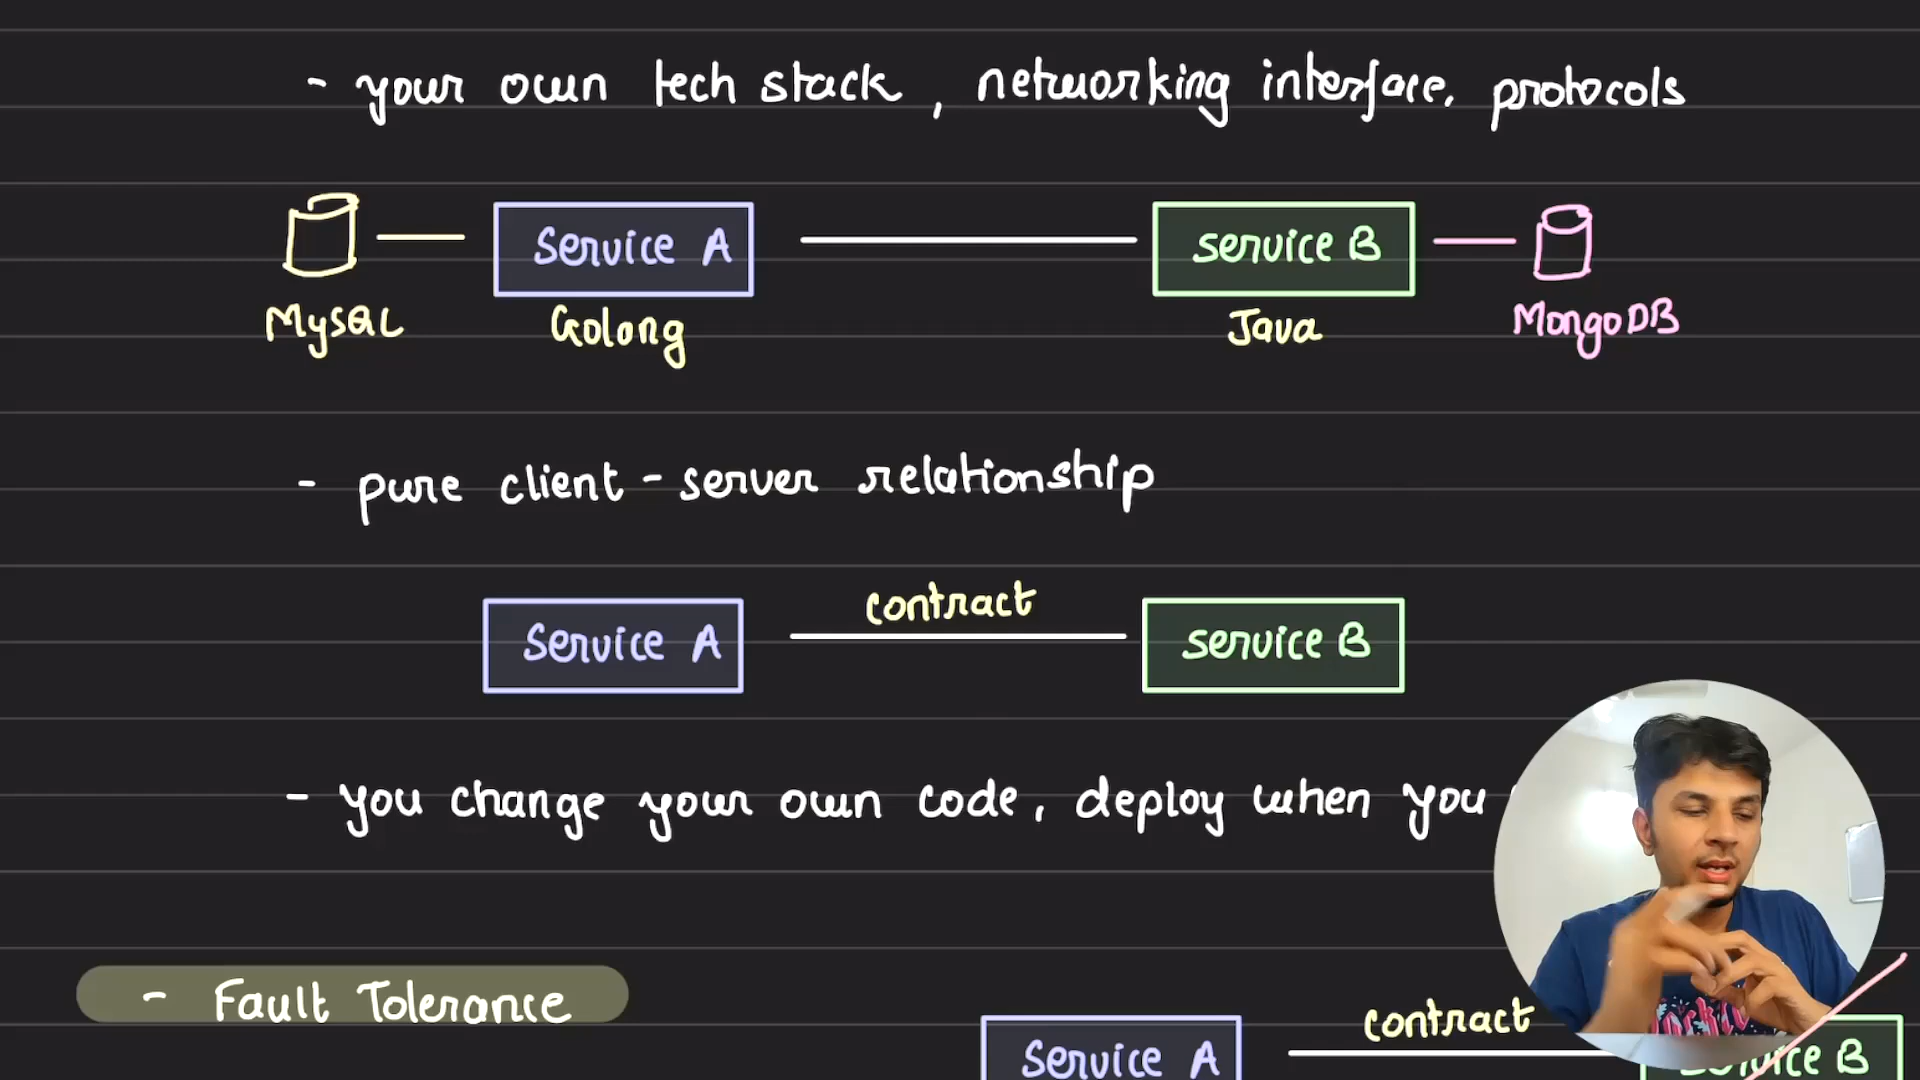 - your own tech stack, networking interface, protocols
Service A
service B
MySQL
Golang
Java
MongoDB
- pure client - server relationship
contract
Service A
service B
- you change your own code, deploy when you
- Fault Tolerance
contract
Service A
service B